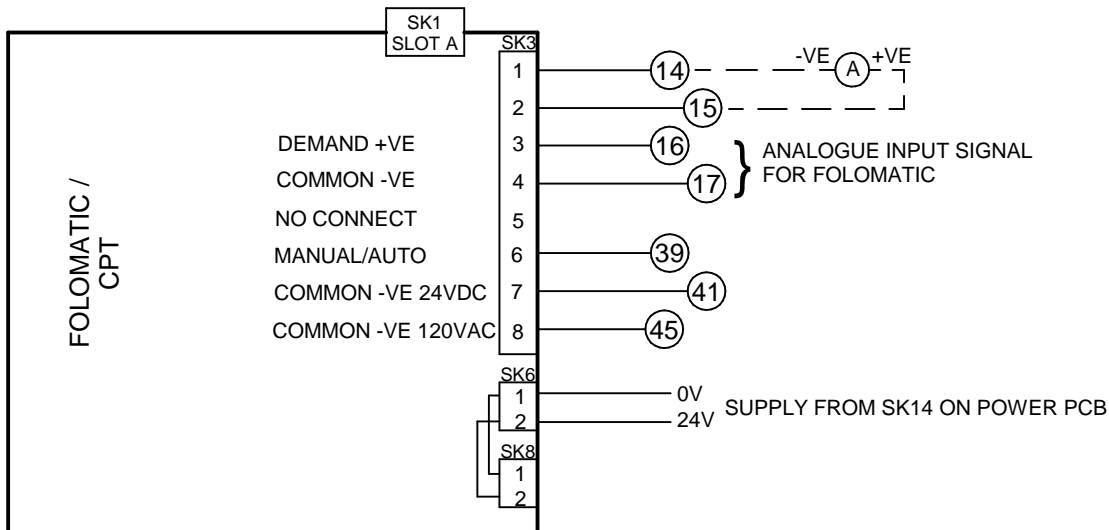 SK1
SLOT A
SK3
1 14 -VE A +VE
2 15
DEMAND +VE 3 16
COMMON -VE 4 17
} ANALOGUE INPUT SIGNAL
FOR FOLOMATIC
NO CONNECT 5
MANUAL/AUTO 6 39
COMMON -VE 24VDC 7 41
COMMON -VE 120VAC 8 45
FOLOMATIC /
CPT
SK6
1 0V
2 24V
SUPPLY FROM SK14 ON POWER PCB
SK8
1
2